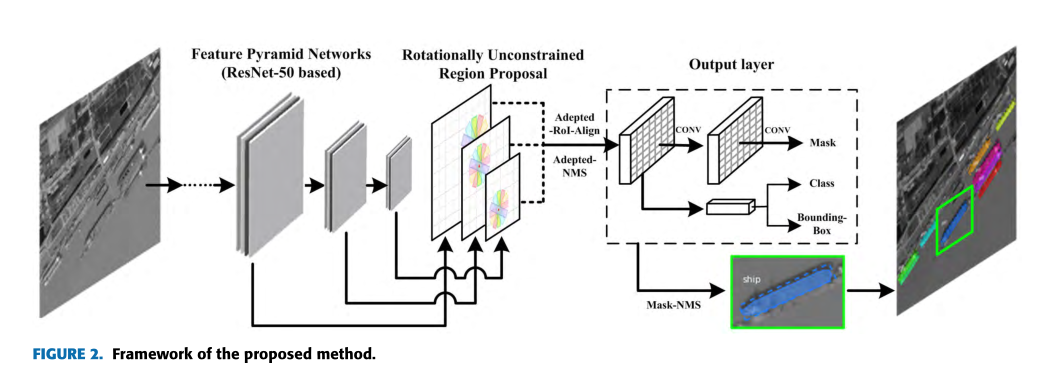 Feature Pyramid Networks
(ResNet-50 based)
Rotationally Unconstrained
Region Proposal
Output layer
Adepted
-RoI-Align
Adepted-
NMS
CONV
CONV
Mask
Class
Bounding-
Box
Mask-NMS
ship
FIGURE 2. Framework of the proposed method.